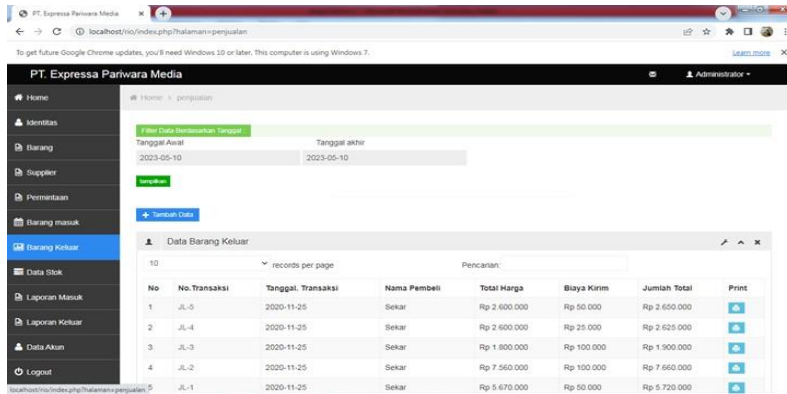 PT. Expressa Pariwara Media
localhost/rio/index.php?halaman=penjualan
To get future Google Chrome updates, you'll need Windows 10 or later. This computer is using Windows 7.
Learn more
PT. Expressa Pariwara Media
Administrator
Home
Home
penjualan
Identitas
Filter Data Berdasarkan Tanggal
Tanggal Awal Tanggal akhir
Barang
2023-05-10 2023-05-10
Supplier
tampilkan
Permintaan
Tambah Data
Barang masuk
Barang Keluar
Data Barang Keluar
Data Stok
10 records per page Pencarian:
Laporan Masuk
No No.Transaksi Tanggal. Transaksi Nama Pembeli Total Harga Biaya Kirim Jumlah Total Print
1 JL-5 2020-11-25 Sekar Rp 2.600.000 Rp 50.000 Rp 2.650.000
Laporan Keluar
2 JL-4 2020-11-25 Sekar Rp 2.600.000 Rp 25.000 Rp 2.625.000
Data Akun
3 JL-3 2020-11-25 Sekar Rp 1.800.000 Rp 100.000 Rp 1.900.000
Logout
4 JL-2 2020-11-25 Sekar Rp 7.560.000 Rp 100.000 Rp 7.660.000
localhost/rio/index.php?halaman=penjualan
5 JL-1 2020-11-25 Sekar Rp 5.670.000 Rp 50.000 Rp 5.720.000